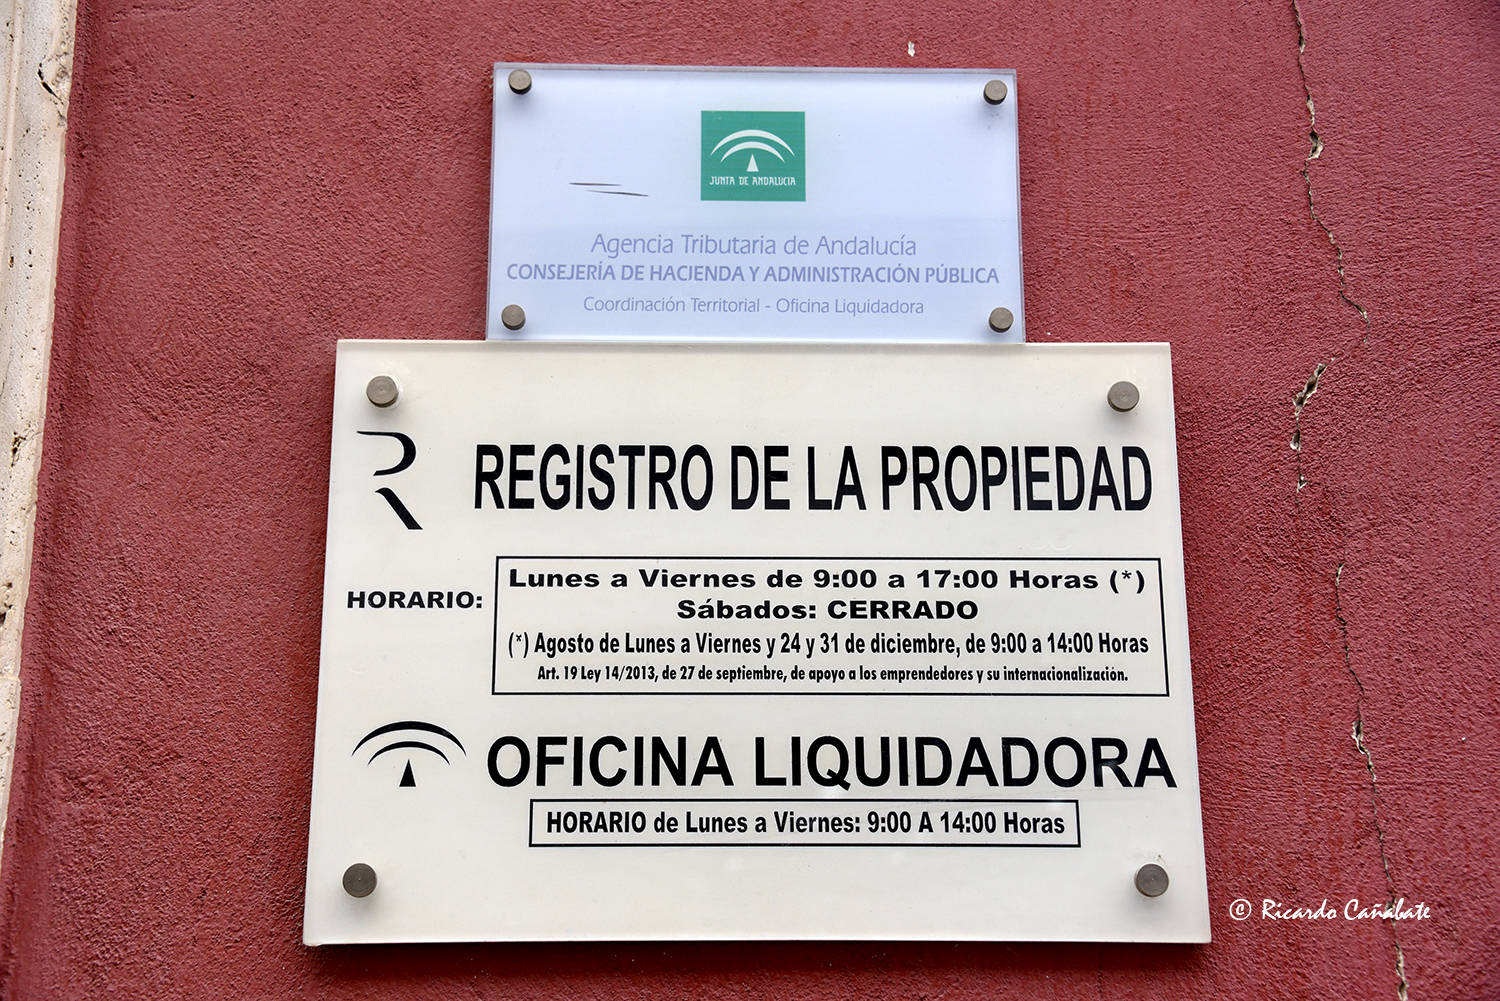 JUNTA DE ANDALUCIA
Agencia Tributaria de Andalucía
CONSEJERÍA DE HACIENDA Y ADMINISTRACIÓN PÚBLICA
Coordinación Territorial - Oficina Liquidadora
R REGISTRO DE LA PROPIEDAD
HORARIO:
Lunes a Viernes de 9:00 a 17:00 Horas (*)
Sábados: CERRADO
(*) Agosto de Lunes a Viernes y 24 y 31 de diciembre, de 9:00 a 14:00 Horas
Art. 19 Ley 14/2013, de 27 de septiembre, de apoyo a los emprendedores y su internacionalización.
OFICINA LIQUIDADORA
HORARIO de Lunes a Viernes: 9:00 A 14:00 Horas
© Ricardo Cañabate